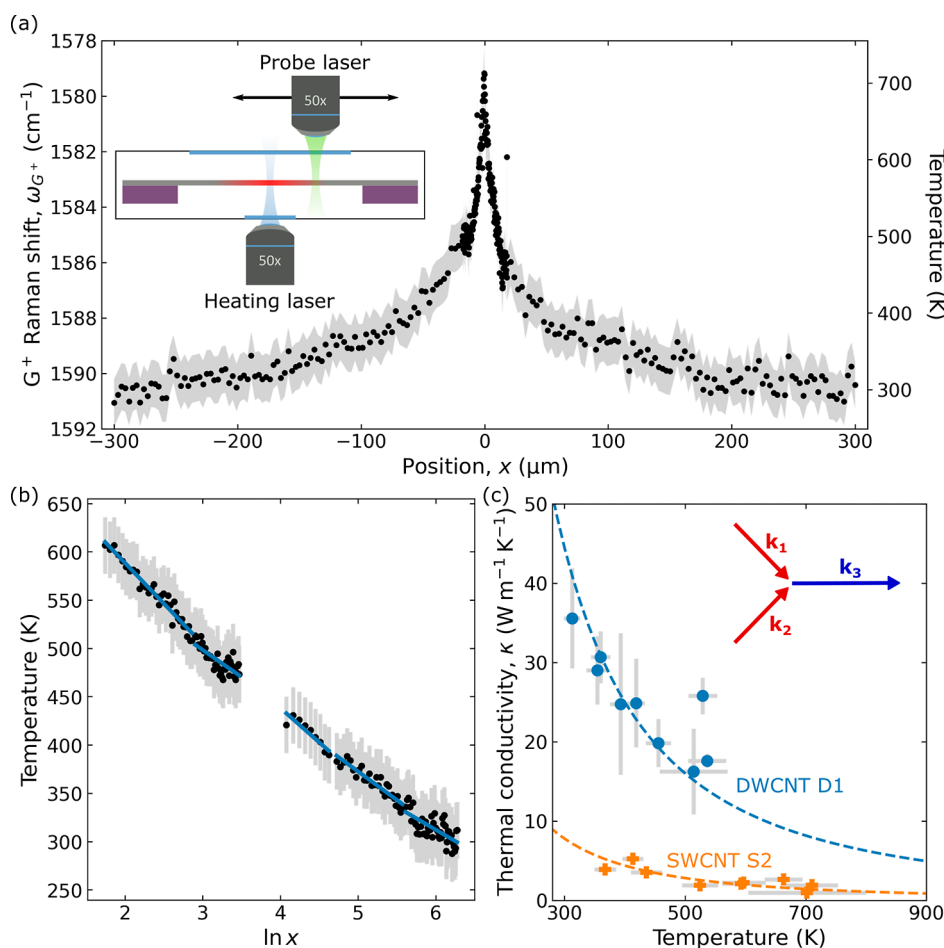 (a)
1578
1580
1582
1584
1586
1588
1590
1592
G⁺ Raman shift, ω_G⁺ (cm⁻¹)
Probe laser
50x
50x
Heating laser
700
600
500
400
300
Temperature (K)
−300
−200
−100
0
100
200
300
Position, x (μm)
(b)
650
600
550
500
450
400
350
300
250
Temperature (K)
2
3
4
5
6
ln x
(c)
50
40
30
20
10
0
Thermal conductivity, κ (W m⁻¹ K⁻¹)
k₁
k₂
k₃
DWCNT D1
SWCNT S2
300
500
700
900
Temperature (K)